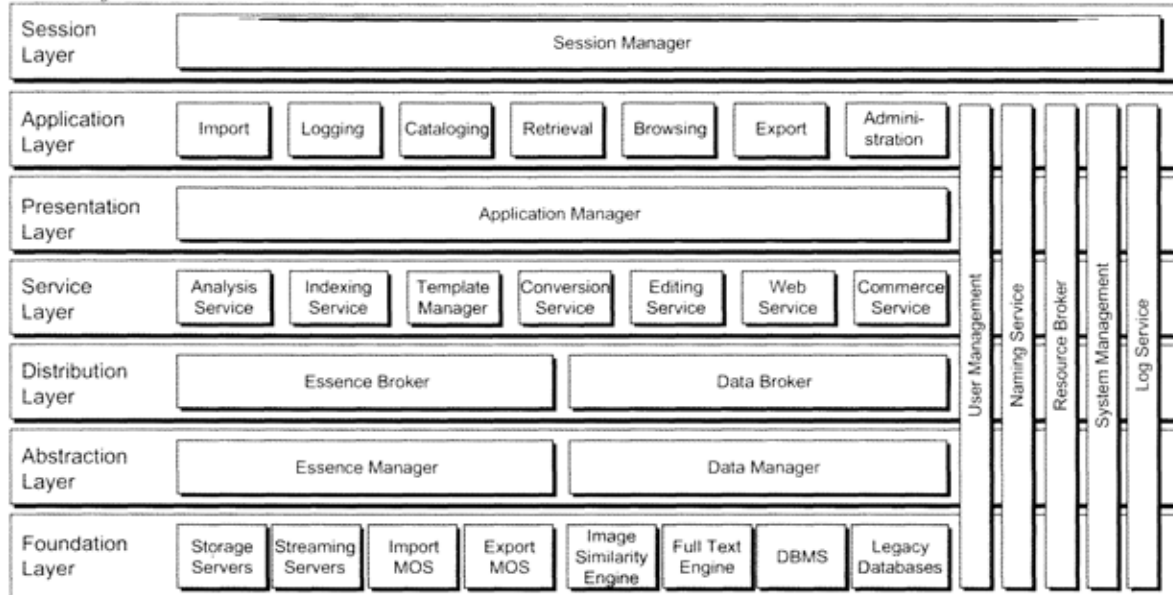 Session
Layer
Session Manager
Application
Layer
Import
Logging
Cataloging
Retrieval
Browsing
Export
Admini-
stration
Presentation
Layer
Application Manager
Service
Layer
Analysis
Service
Indexing
Service
Template
Manager
Conversion
Service
Editing
Service
Web
Service
Commerce
Service
Distribution
Layer
Essence Broker
Data Broker
Abstraction
Layer
Essence Manager
Data Manager
Foundation
Layer
Storage
Servers
Streaming
Servers
Import
MOS
Export
MOS
Image
Similarity
Engine
Full Text
Engine
DBMS
Legacy
Databases
User Management
Naming Service
Resource Broker
System Management
Log Service